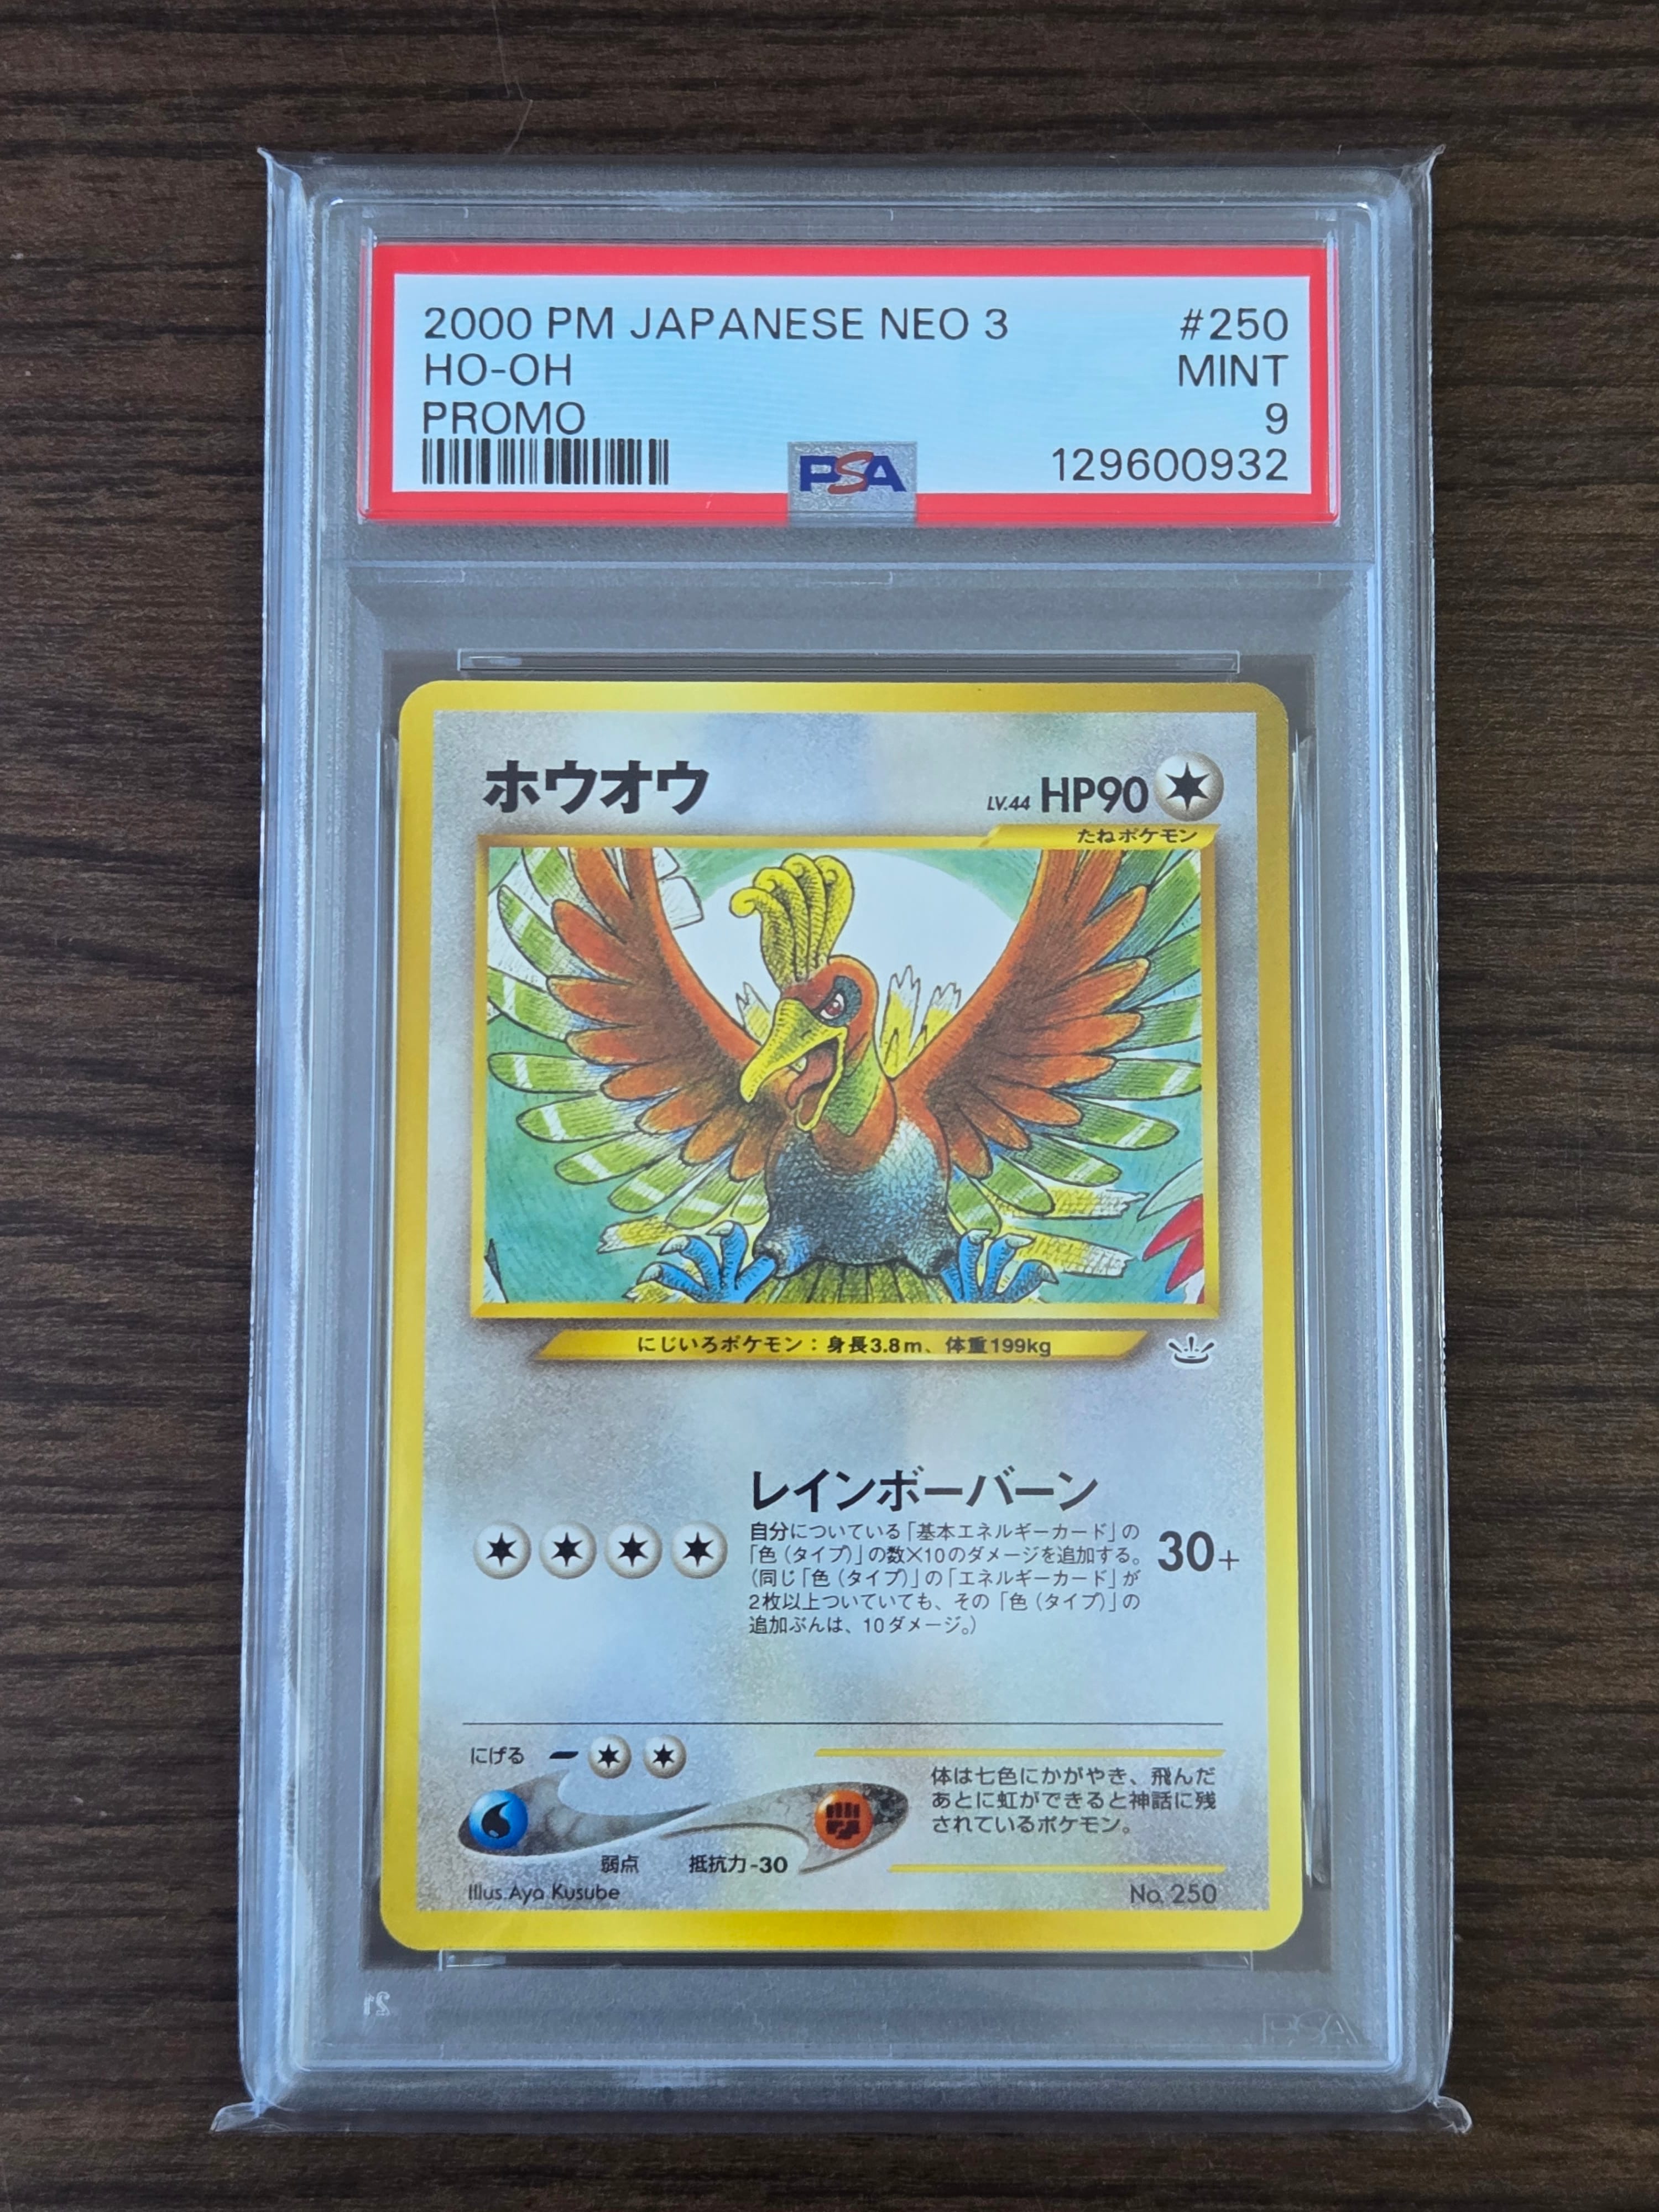 2000 PM JAPANESE NEO 3 #250
HO-OH MINT
PROMO 9
PSA 129600932
ホウオウ LV.44 HP90
たねポケモン
にじいろポケモン:身長3.8m、体重199kg
レインボーバーン
自分についている「基本エネルギーカード」の
「色(タイプ)」の数×10のダメージを追加する。
(同じ「色(タイプ)」の「エネルギーカード」が
2枚以上ついていても、その「色(タイプ)」の
追加ぶんは、10ダメージ。)
30+
にげる
弱点 抵抗力-30
体は七色にかがやき、飛んだ
あとに虹ができると神話に残
されているポケモン。
Illus. Aya Kusube No. 250
PSA